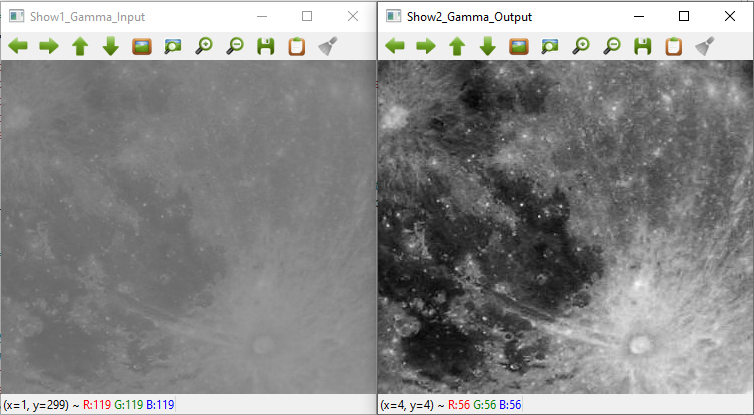 Show1_Gamma_Input
Show2_Gamma_Output
(x=1, y=299) ~ R:119 G:119 B:119
(x=4, y=4) ~ R:56 G:56 B:56